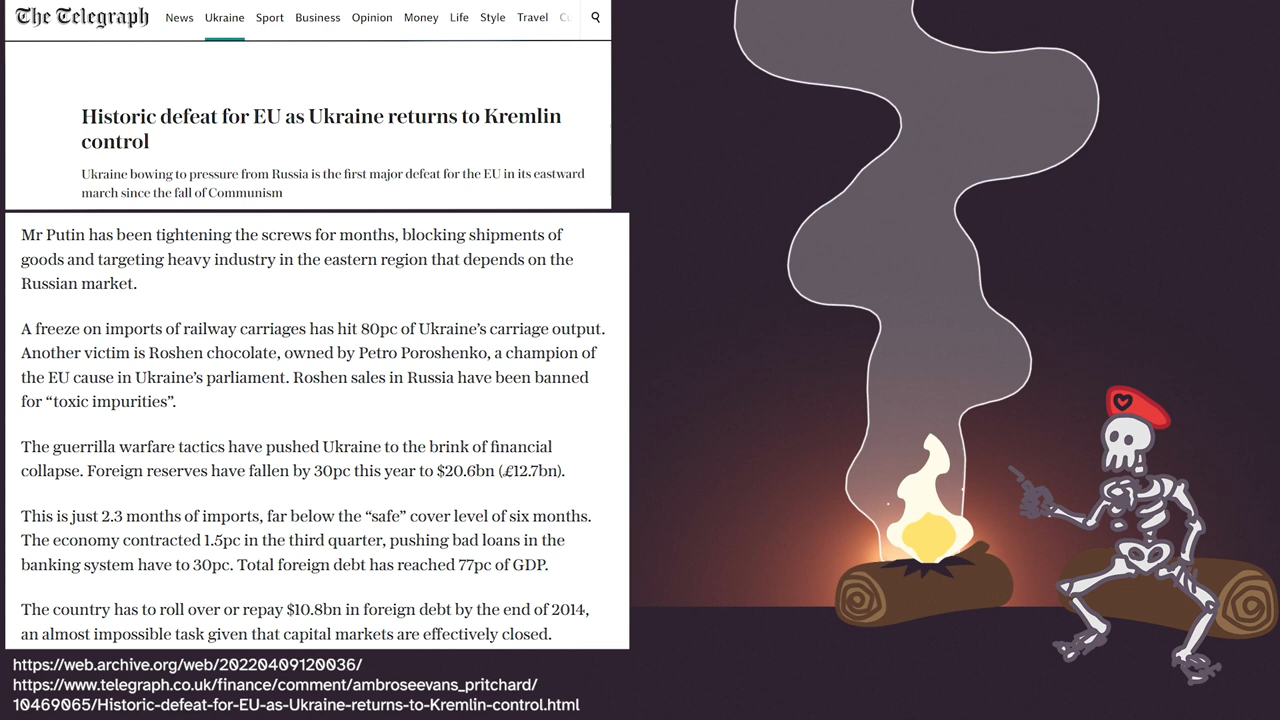 The Telegraph News Ukraine Sport Business Opinion Money Life Style Travel
Historic defeat for EU as Ukraine returns to Kremlin
control
Ukraine bowing to pressure from Russia is the first major defeat for the EU in its eastward
march since the fall of Communism
Mr Putin has been tightening the screws for months, blocking shipments of
goods and targeting heavy industry in the eastern region that depends on the
Russian market.
A freeze on imports of railway carriages has hit 80pc of Ukraine’s carriage output.
Another victim is Roshen chocolate, owned by Petro Poroshenko, a champion of
the EU cause in Ukraine’s parliament. Roshen sales in Russia have been banned
for “toxic impurities”.
The guerrilla warfare tactics have pushed Ukraine to the brink of financial
collapse. Foreign reserves have fallen by 30pc this year to $20.6bn (£12.7bn).
This is just 2.3 months of imports, far below the “safe” cover level of six months.
The economy contracted 1.5pc in the third quarter, pushing bad loans in the
banking system have to 30pc. Total foreign debt has reached 77pc of GDP.
The country has to roll over or repay $10.8bn in foreign debt by the end of 2014,
an almost impossible task given that capital markets are effectively closed.
https://web.archive.org/web/20220409120036/
https://www.telegraph.co.uk/finance/comment/ambroseevans_pritchard/
10469065/Historic-defeat-for-EU-as-Ukraine-returns-to-Kremlin-control.html